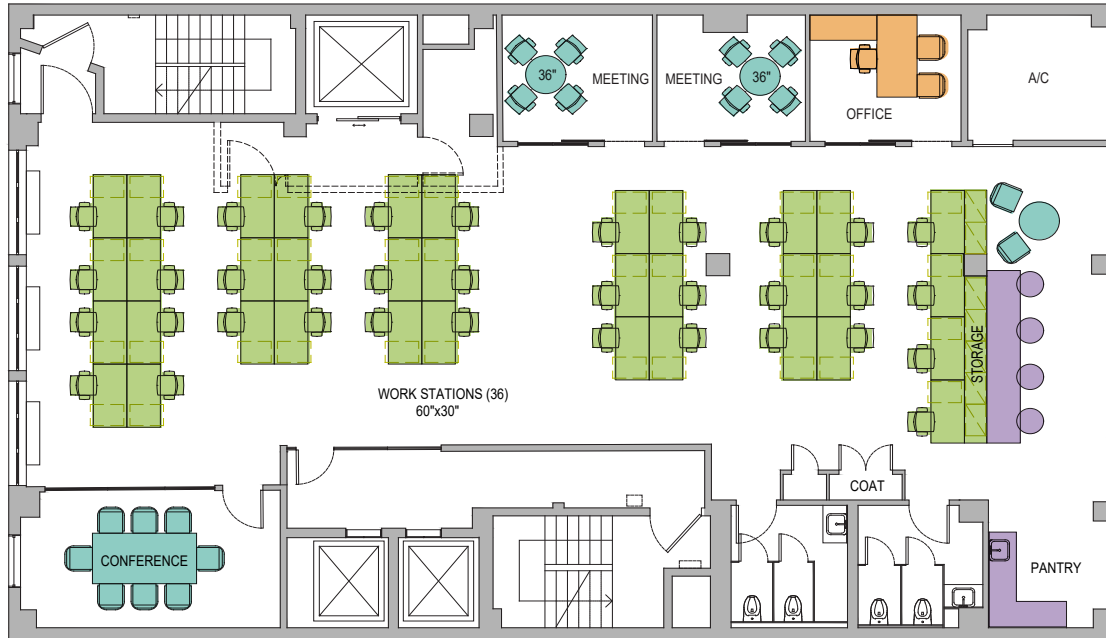 36"
MEETING
MEETING
36"
OFFICE
A/C
STORAGE
WORK STATIONS (36)
60"x30"
COAT
CONFERENCE
PANTRY